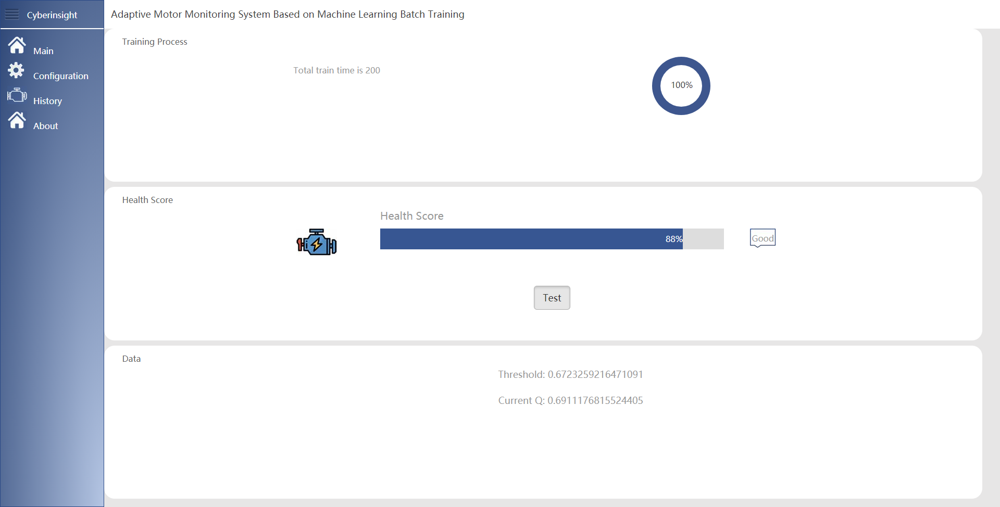 Cyberinsight
Adaptive Motor Monitoring System Based on Machine Learning Batch Training
Main
Configuration
History
About
Training Process
Total train time is 200
100%
Health Score
Health Score
88%
Good
Test
Data
Threshold: 0.6723259216471091
Current Q: 0.6911176815524405